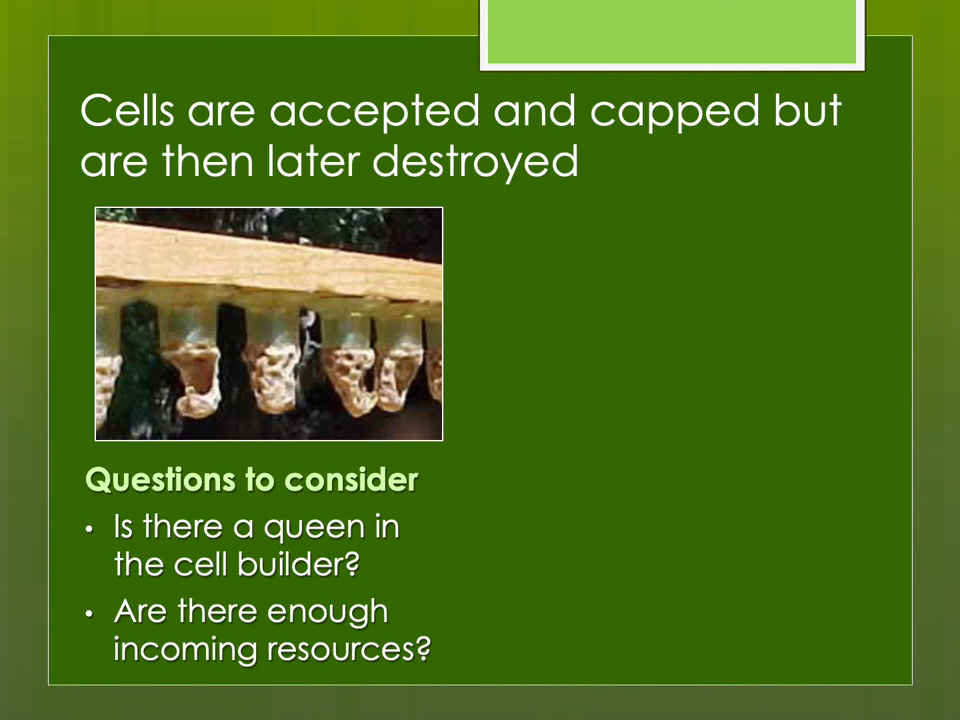 Cells are accepted and capped but
are then later destroyed
Questions to consider
• Is there a queen in
the cell builder?
• Are there enough
incoming resources?